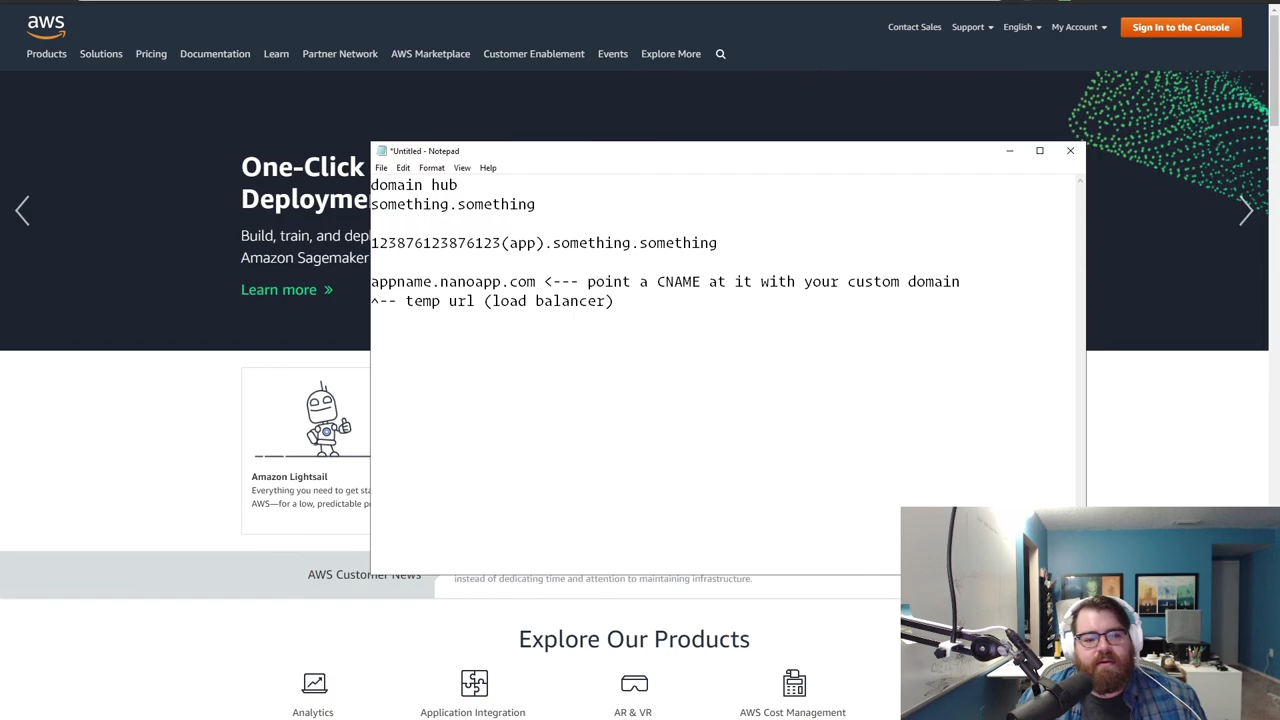 aws
Contact Sales Support English My Account Sign In to the Console
Products Solutions Pricing Documentation Learn Partner Network AWS Marketplace Customer Enablement Events Explore More
One-Click
Deployme
Build, train, and depl
Amazon Sagemaker
Learn more »
*Untitled - Notepad
File Edit Format View Help
domain hub
something.something
123876123876123(app).something.something
appname.nanoapp.com <--- point a CNAME at it with your custom domain
^-- temp url (load balancer)
Amazon Lightsail
Everything you need to get sta
AWS—for a low, predictable p
AWS Customer News
instead of dedicating time and attention to maintaining infrastructure.
Explore Our Products
Analytics
Application Integration
AR & VR
AWS Cost Management